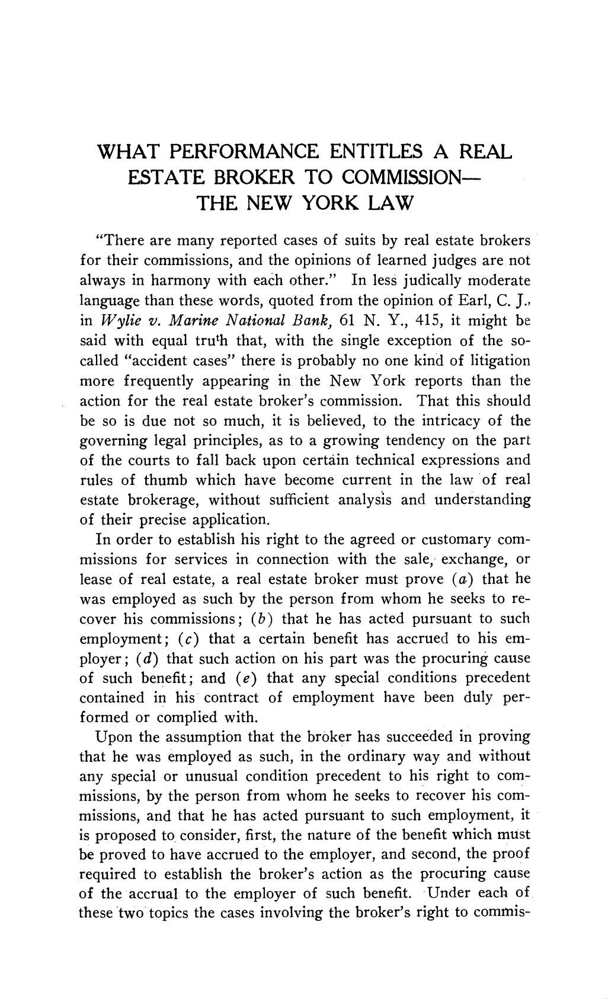 WHAT PERFORMANCE ENTITLES A REAL
ESTATE BROKER TO COMMISSION—
THE NEW YORK LAW
“There are many reported cases of suits by real estate brokers
for their commissions, and the opinions of learned judges are not
always in harmony with each other.” In less judically moderate
language than these words, quoted from the opinion of Earl, C. J.,
in Wylie v. Marine National Bank, 61 N. Y., 415, it might be
said with equal truth that, with the single exception of the so-
called “accident cases” there is probably no one kind of litigation
more frequently appearing in the New York reports than the
action for the real estate broker’s commission. That this should
be so is due not so much, it is believed, to the intricacy of the
governing legal principles, as to a growing tendency on the part
of the courts to fall back upon certain technical expressions and
rules of thumb which have become current in the law of real
estate brokerage, without sufficient analysis and understanding
of their precise application.
In order to establish his right to the agreed or customary com-
missions for services in connection with the sale, exchange, or
lease of real estate, a real estate broker must prove (a) that he
was employed as such by the person from whom he seeks to re-
cover his commissions; (b) that he has acted pursuant to such
employment; (c) that a certain benefit has accrued to his em-
ployer; (d) that such action on his part was the procuring cause
of such benefit; and (e) that any special conditions precedent
contained in his contract of employment have been duly per-
formed or complied with.
Upon the assumption that the broker has succeeded in proving
that he was employed as such, in the ordinary way and without
any special or unusual condition precedent to his right to com-
missions, by the person from whom he seeks to recover his com-
missions, and that he has acted pursuant to such employment, it
is proposed to consider, first, the nature of the benefit which must
be proved to have accrued to the employer, and second, the proof
required to establish the broker’s action as the procuring cause
of the accrual to the employer of such benefit. Under each of
these two topics the cases involving the broker’s right to commis-